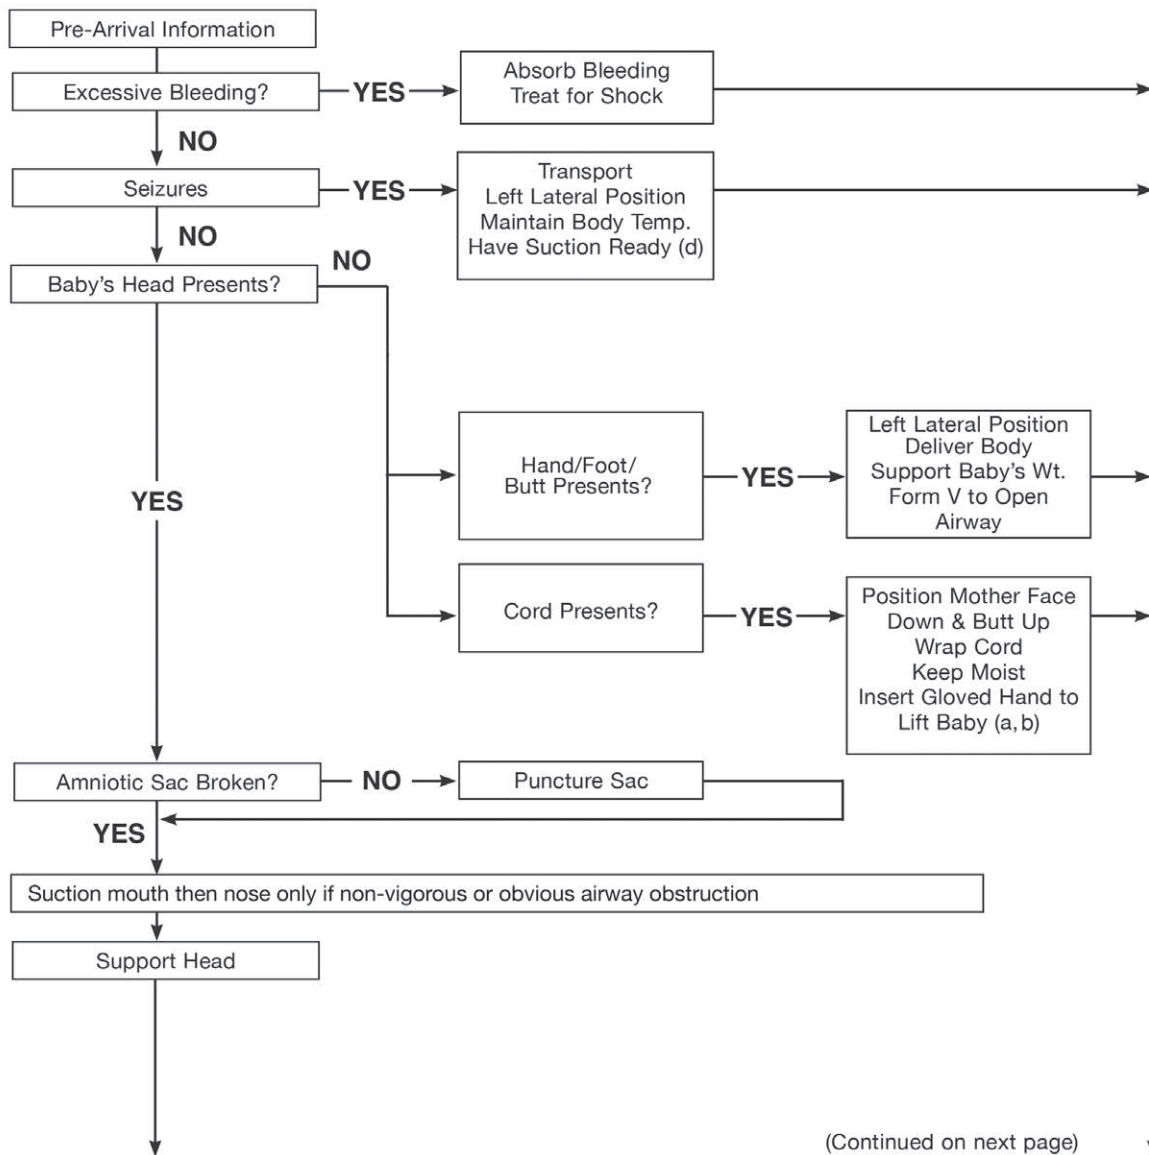 Pre-Arrival Information
Excessive Bleeding?
YES
Absorb Bleeding
Treat for Shock
NO
Seizures
YES
Transport
Left Lateral Position
Maintain Body Temp.
Have Suction Ready (d)
NO
Baby's Head Presents?
NO
Hand/Foot/
Butt Presents?
YES
Left Lateral Position
Deliver Body
Support Baby's Wt.
Form V to Open
Airway
YES
Cord Presents?
YES
Position Mother Face
Down & Butt Up
Wrap Cord
Keep Moist
Insert Gloved Hand to
Lift Baby (a, b)
Amniotic Sac Broken?
NO
Puncture Sac
YES
Suction mouth then nose only if non-vigorous or obvious airway obstruction
Support Head
(Continued on next page)